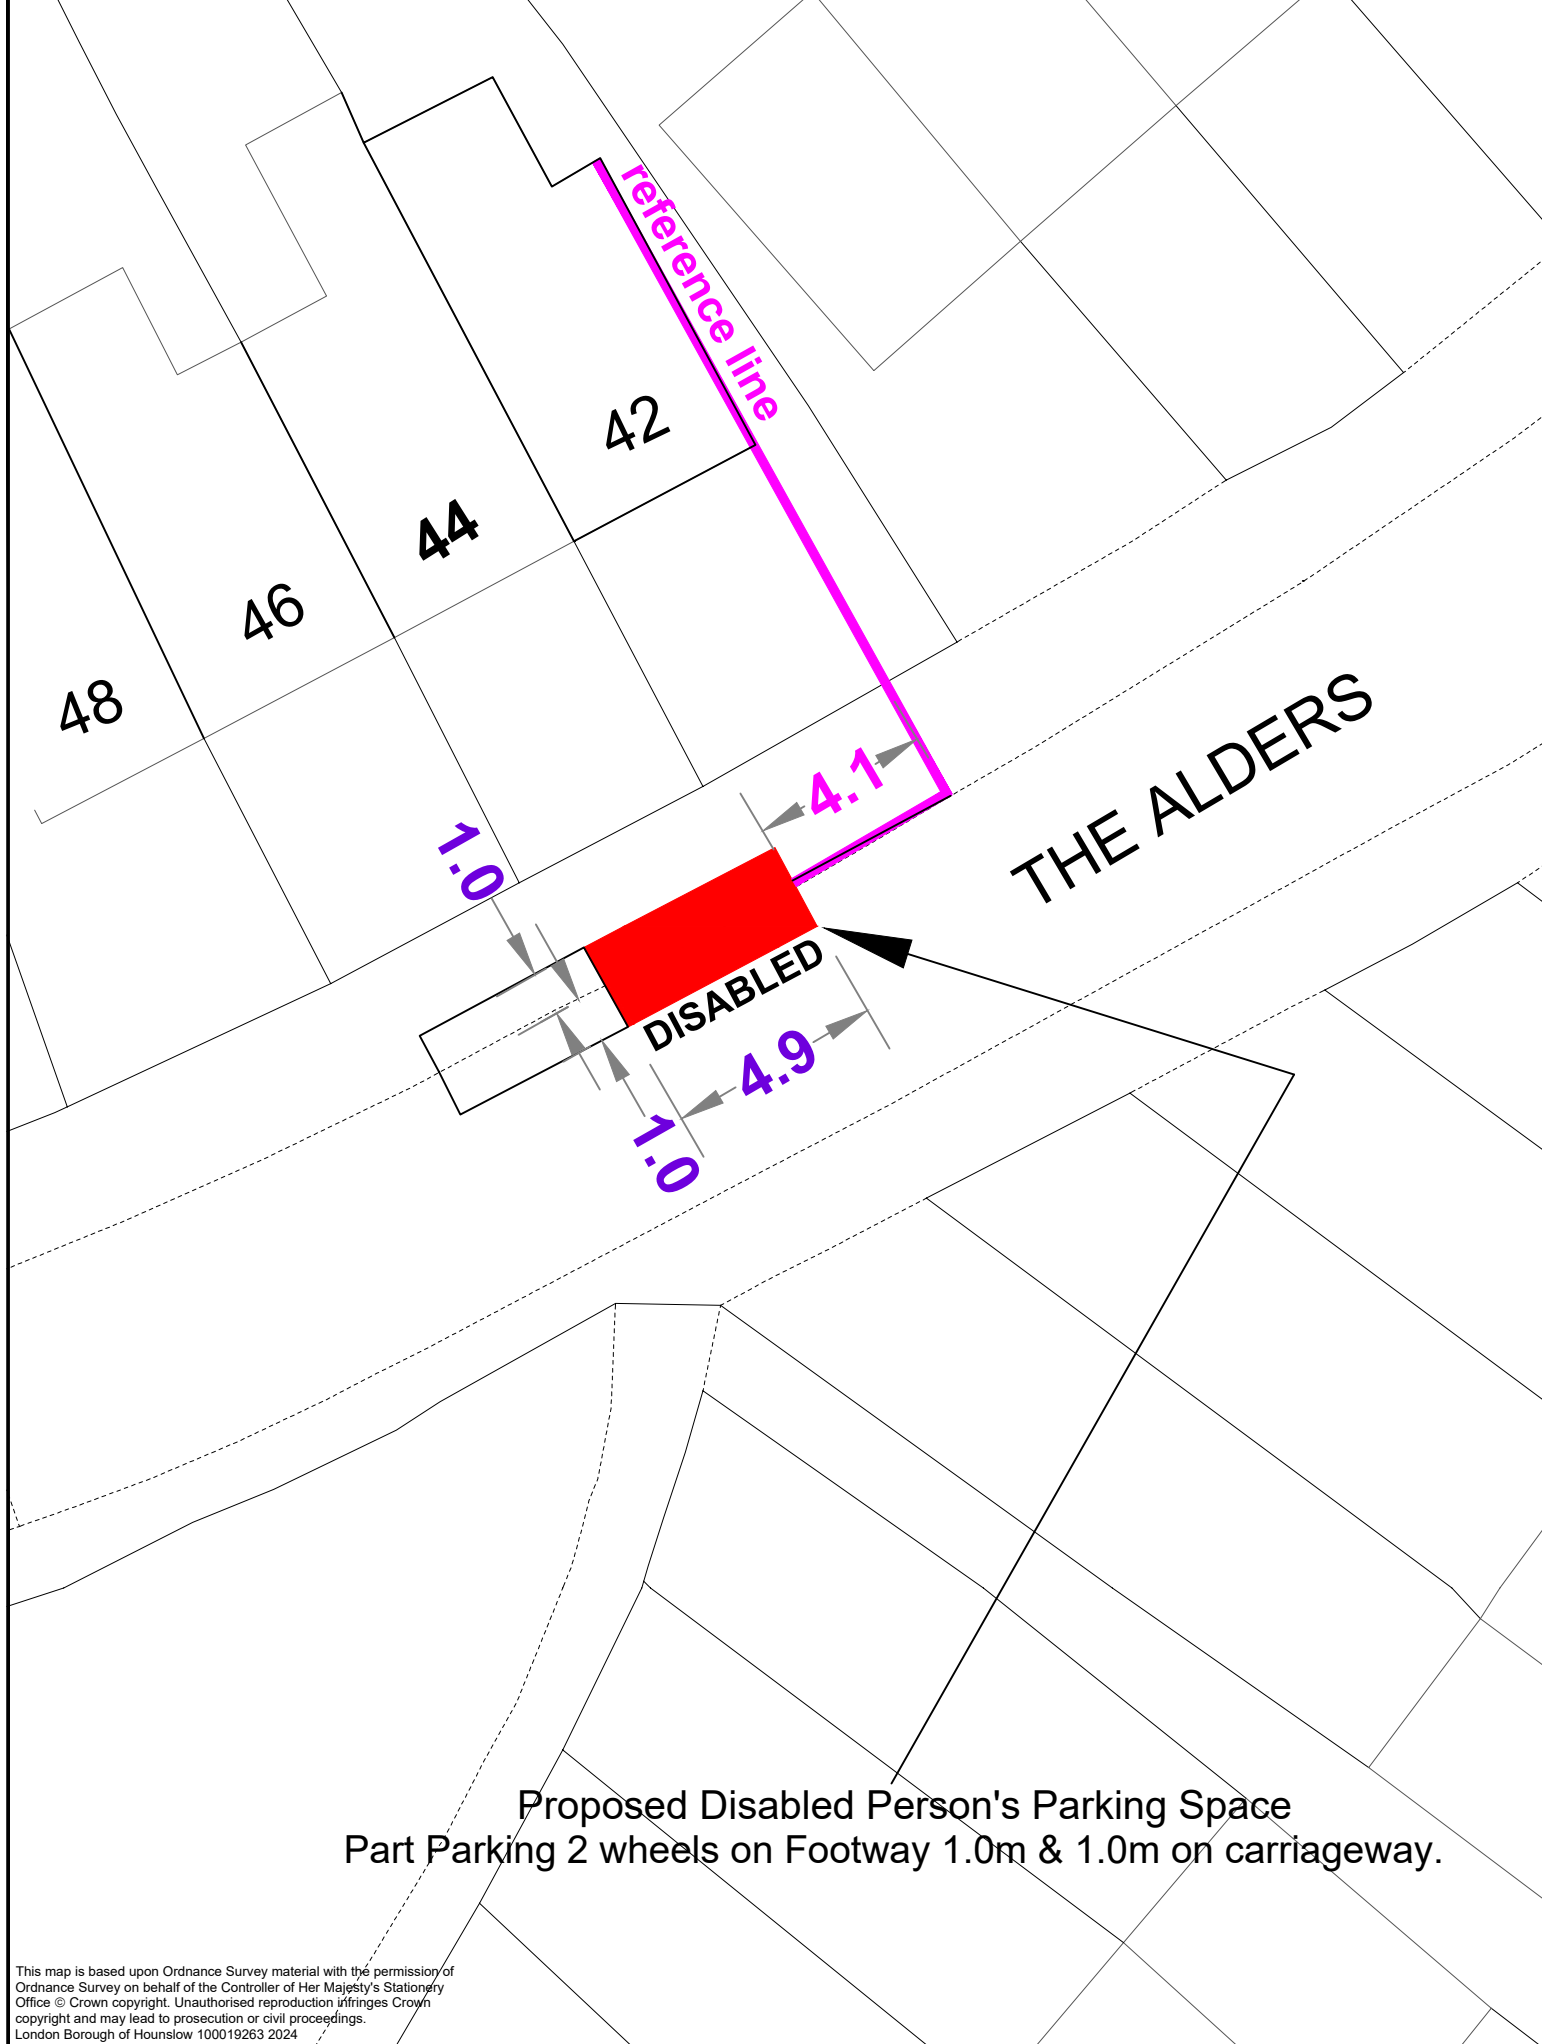 reference line
42
44
46
48
4.1
THE ALDERS
1.0
DISABLED
4.9
1.0
Proposed Disabled Person's Parking Space
Part Parking 2 wheels on Footway 1.0m & 1.0m on carriageway.
This map is based upon Ordnance Survey material with the permission of
Ordnance Survey on behalf of the Controller of Her Majesty's Stationery
Office © Crown copyright. Unauthorised reproduction infringes Crown
copyright and may lead to prosecution or civil proceedings.
London Borough of Hounslow 100019263 2024